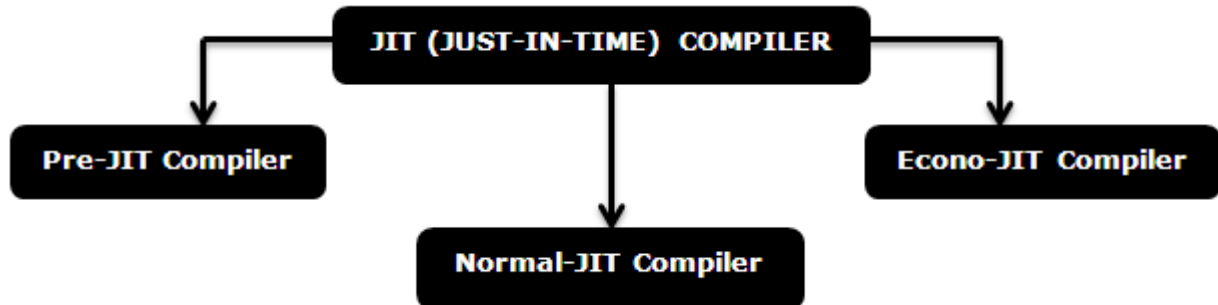 JIT (JUST-IN-TIME) COMPILER
Pre-JIT Compiler
Econo-JIT Compiler
Normal-JIT Compiler